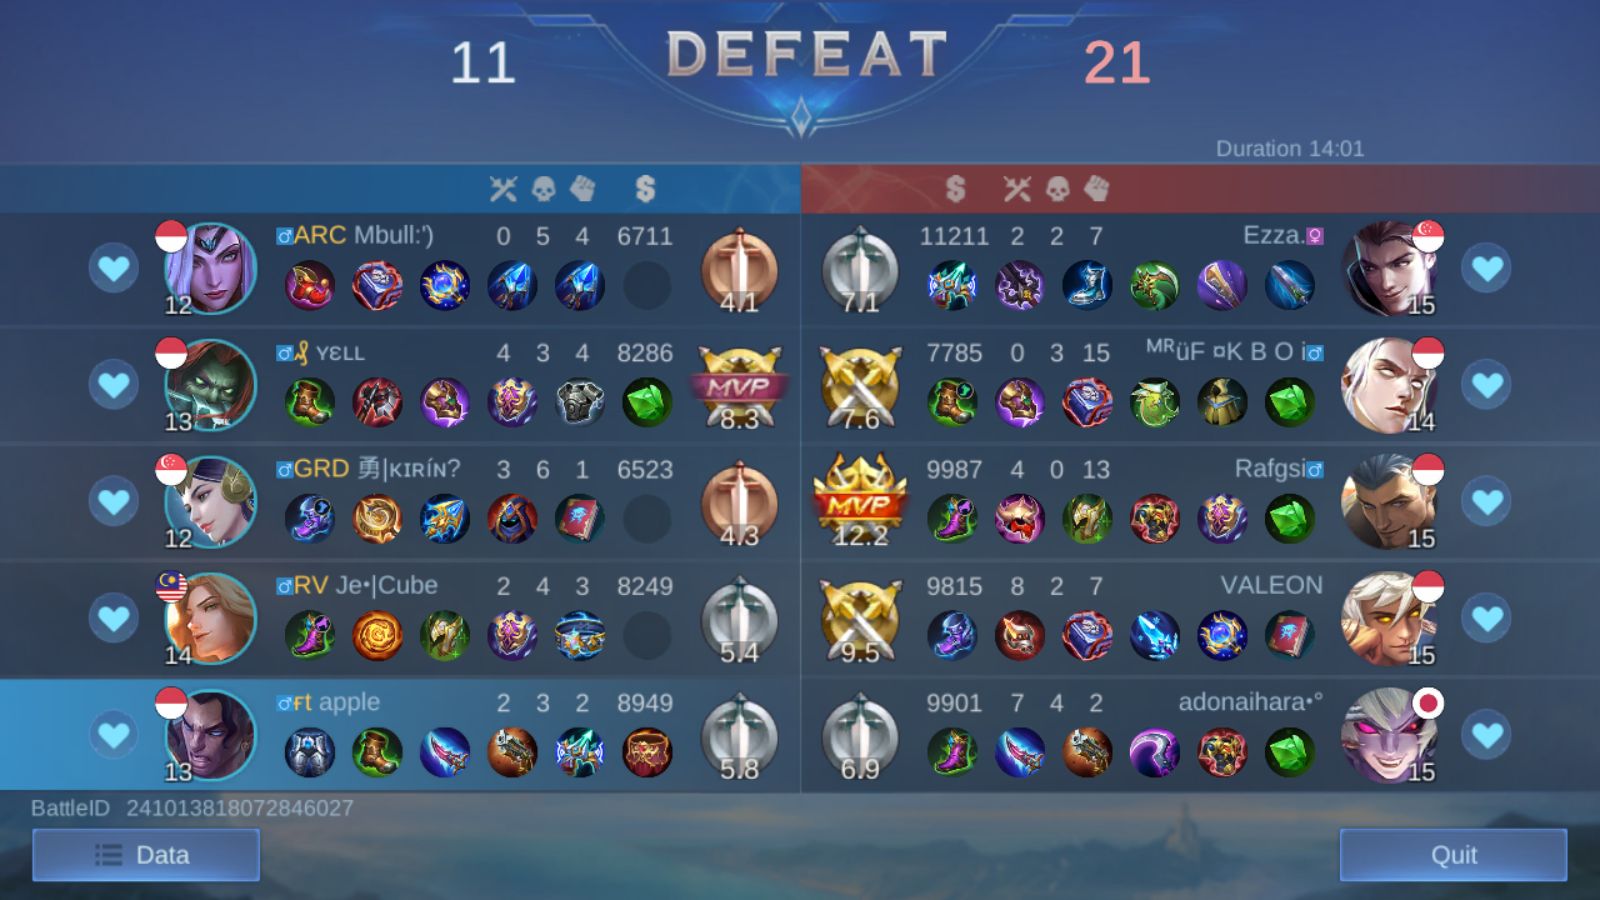 11 DEFEAT 21
Duration 14:01
♂ARC Mbull:') 0 5 4 6711
12 4.1
11211 2 2 7 Ezza.♀
7.1 15
YƐLL 4 3 4 8286
13 MVP 8.3
7785 0 3 15 ᴹᴿüF ¤K B O i♂
7.6 14
♂GRD 勇|ᴋɪʀíɴ? 3 6 1 6523
12 4.3
9987 4 0 13 Rafgsi♂
MVP 12.2 15
♂RV Je•|Cube 2 4 3 8249
14 5.4
9815 8 2 7 VALEON
9.5 15
♂Ft apple 2 3 2 8949
13 5.8
9901 7 4 2 adonaihara•°
6.9 15
BattleID 241013818072846027
Data
Quit